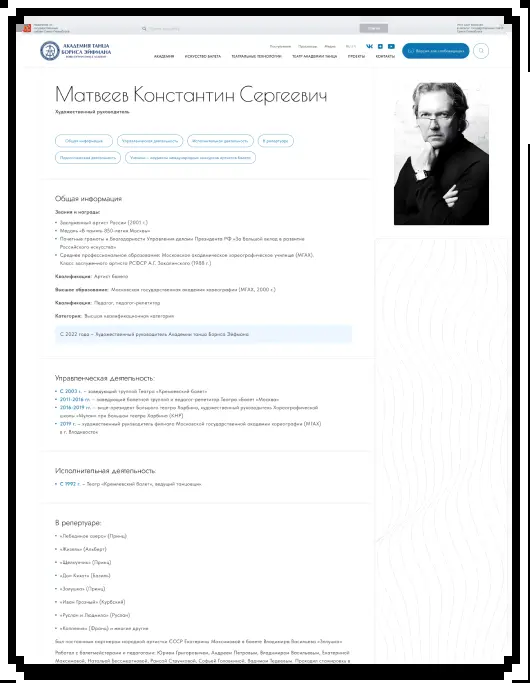 АКАДЕМИЯ ТАНЦА
БОРИСА ЭЙФМАНА
АКАДЕМИЯ ИСКУССТВО БАЛЕТА ТЕАТРАЛЬНЫЕ ТЕХНОЛОГИИ ТЕАТР АКАДЕМИИ ТАНЦА ПРОЕКТЫ КОНТАКТЫ
Матвеев Константин Сергеевич
Художественный руководитель
Общая информация Управленческая деятельность Исполнительная деятельность В репертуаре
Педагогическая деятельность Ученики – лауреаты международных конкурсов артистов балета
Общая информация
Звания и награды:
Заслуженный артист России (2001 г.)
Медаль «В память 850-летия Москвы»
Почетные грамоты и благодарности Управления делами Президента РФ «За большой вклад в развитие
Российского искусства»
Среднее профессиональное образование: Московское академическое хореографическое училище (МГАХ),
Класс заслуженного артиста РСФСР А.Г. Закалинского (1988 г.)
Квалификация: Артист балета
Высшее образование: Московская государственная академия хореографии (МГАХ, 2000 г.)
Квалификация: Педагог, педагог-репетитор
Категория: Высшая квалификационная категория
С 2022 года – Художественный руководитель Академии танца Бориса Эйфмана
Управленческая деятельность:
С 2003 г. – заведующий труппой Театра «Кремлевский балет»
2011-2016 гг. – заведующий балетной труппой и педагог-репетитор Театра «Балет «Москва»
2016-2019 гг. – вице-президент Большого театра Харбина, художественный руководитель Хореографической
школы «Мулан» при Большом театре Харбина (КНР)
2019 г. – художественный руководитель филиала Московской государственной академии хореографии (МГАХ)
в г. Владивосток
Исполнительная деятельность:
С 1992 г. – Театр «Кремлевский балет», ведущий танцовщик
В репертуаре:
«Лебединое озеро» (Принц)
«Жизель» (Альберт)
«Щелкунчик» (Принц)
«Дон Кихот» (Базиль)
«Золушка» (Принц)
«Иван Грозный» (Курбский)
«Руслан и Людмила» (Руслан)
«Коппелия» (Франц) и многие другие
Был постоянным партнером народной артистки СССР Екатерины Максимовой в балете Владимира Васильева «Золушка»
Работал с балетмейстерами и педагогами: Юрием Григоровичем, Андреем Петровым, Владимиром Васильевым, Екатериной
Максимовой, Натальей Бессмертновой, Раисой Стручковой, Софьей Головкиной, Вадимом Тедеевым. Проходил стажировку в